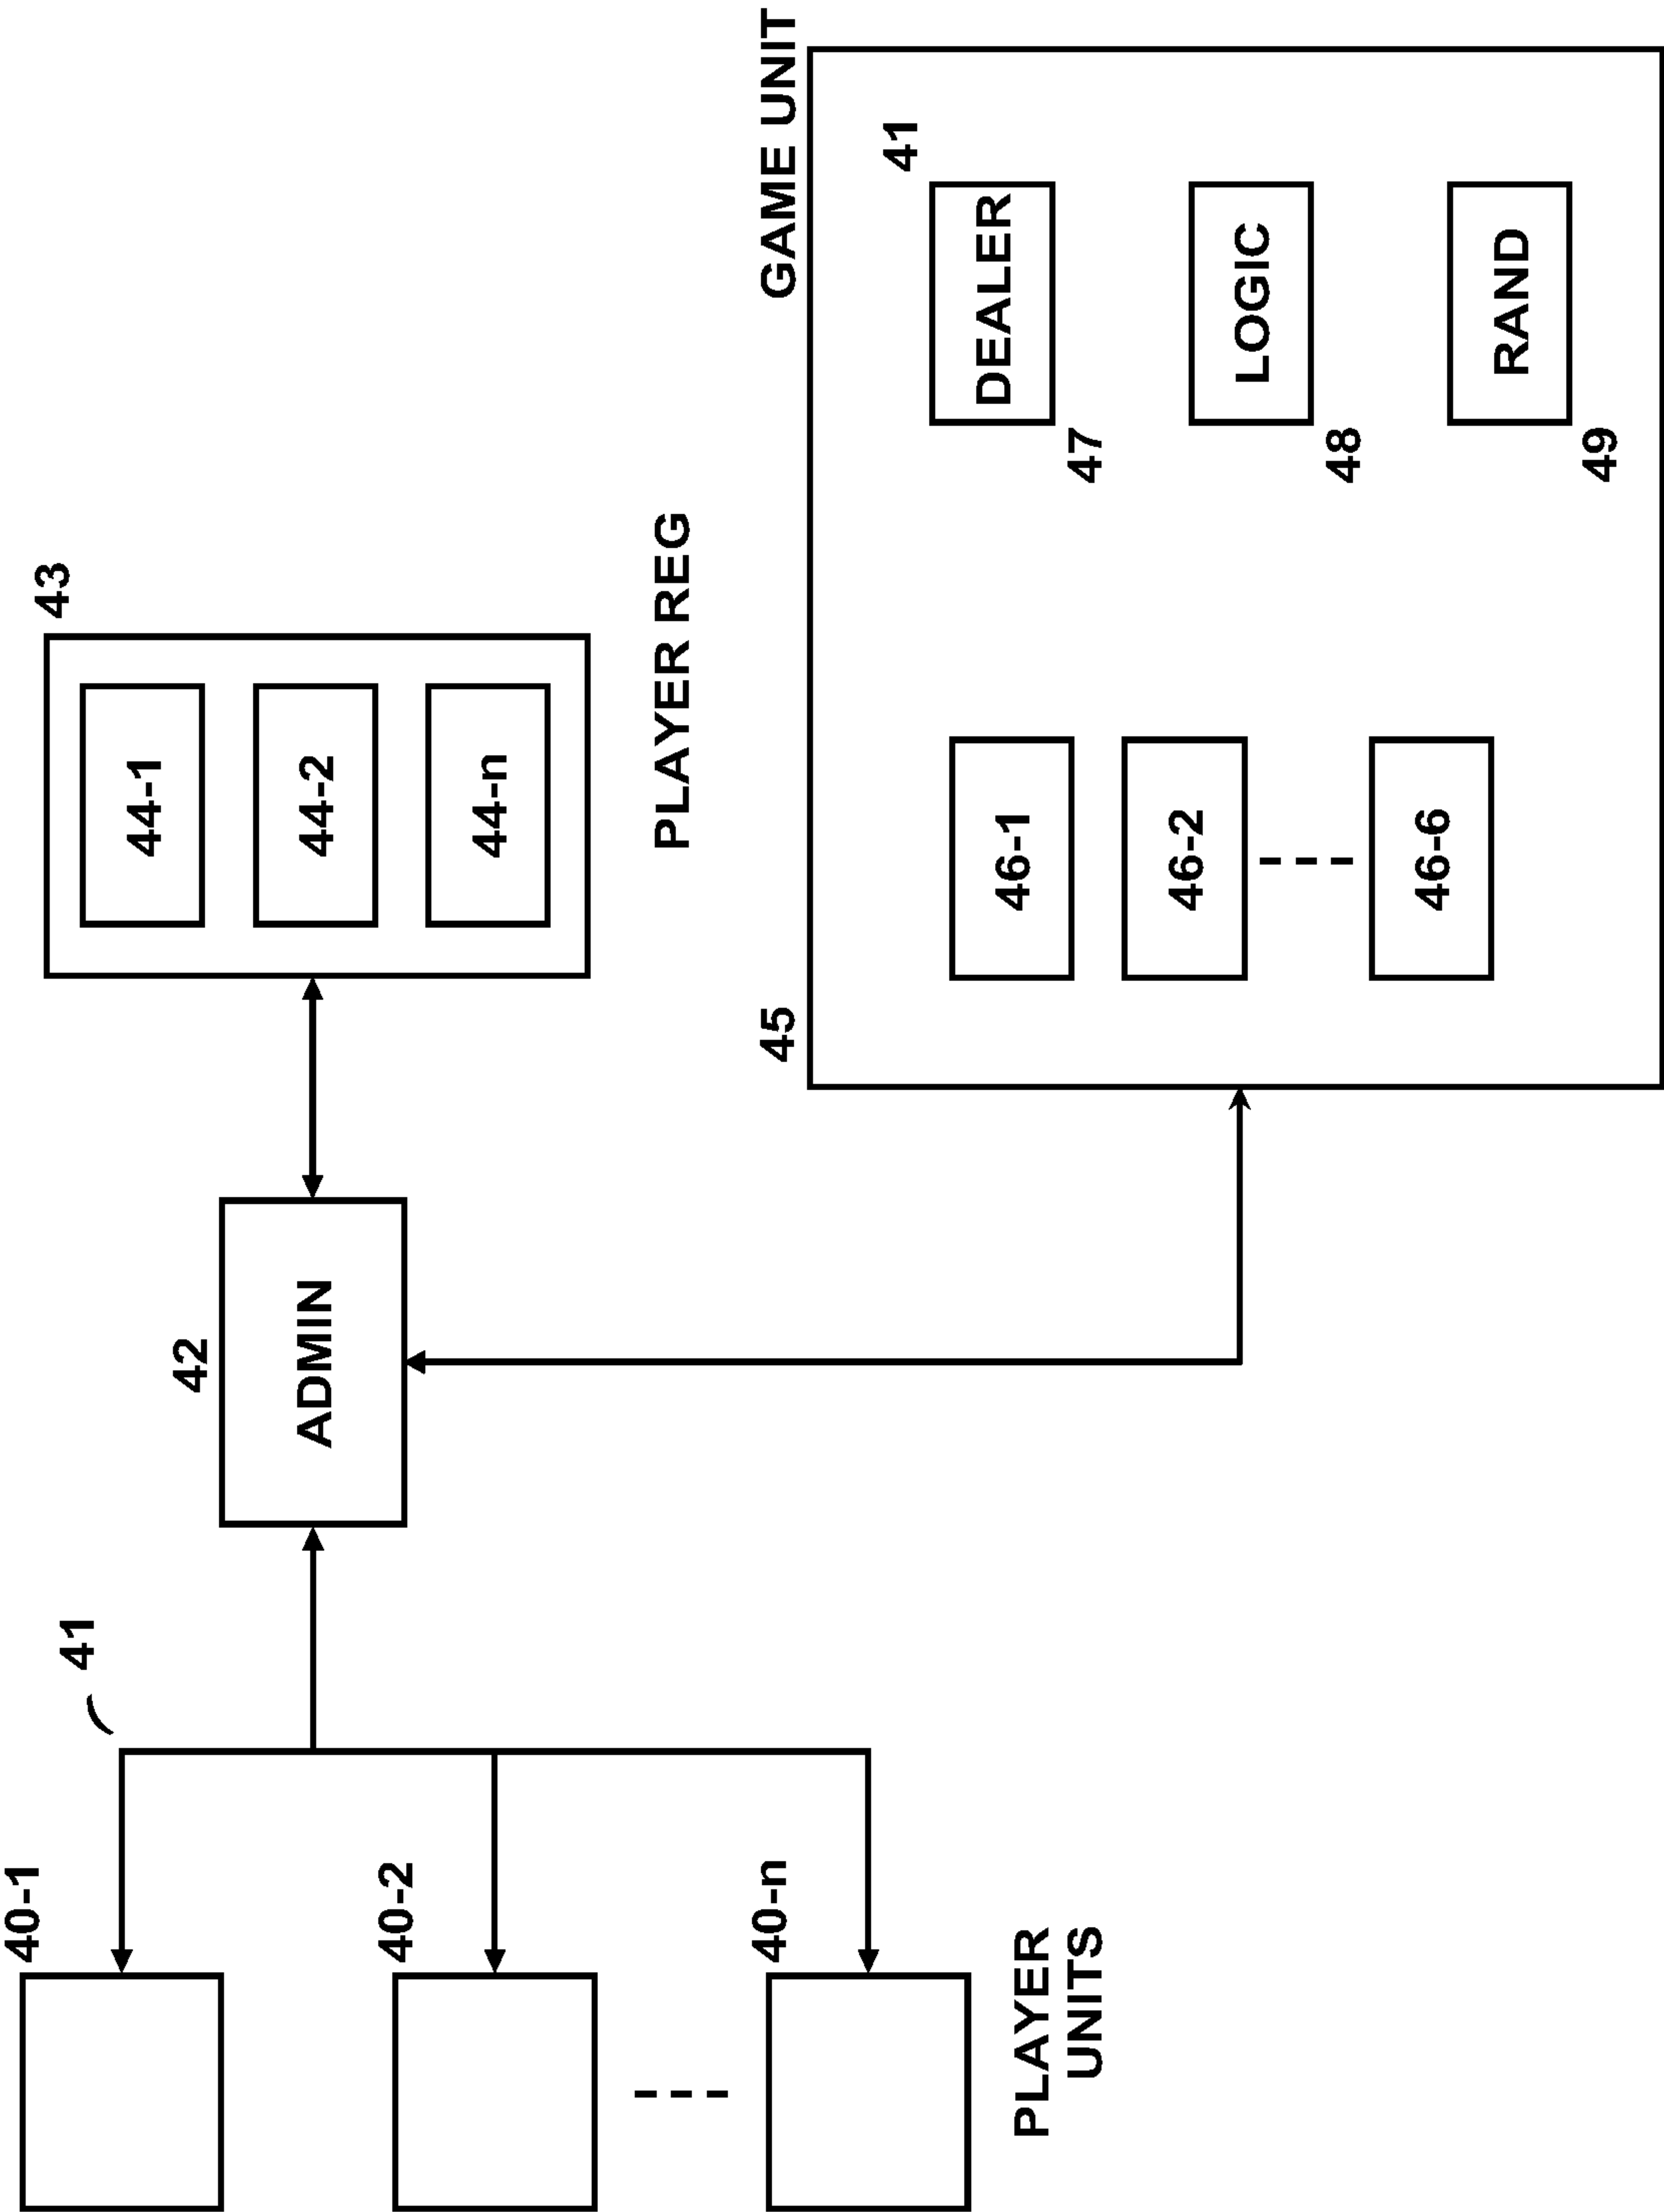 40-1
40-2
40-n
PLAYER
UNITS
41
42
ADMIN
43
44-1
44-2
44-n
PLAYER REG
GAME UNIT
45
46-1
46-2
46-6
41
DEALER
47
LOGIC
48
RAND
49